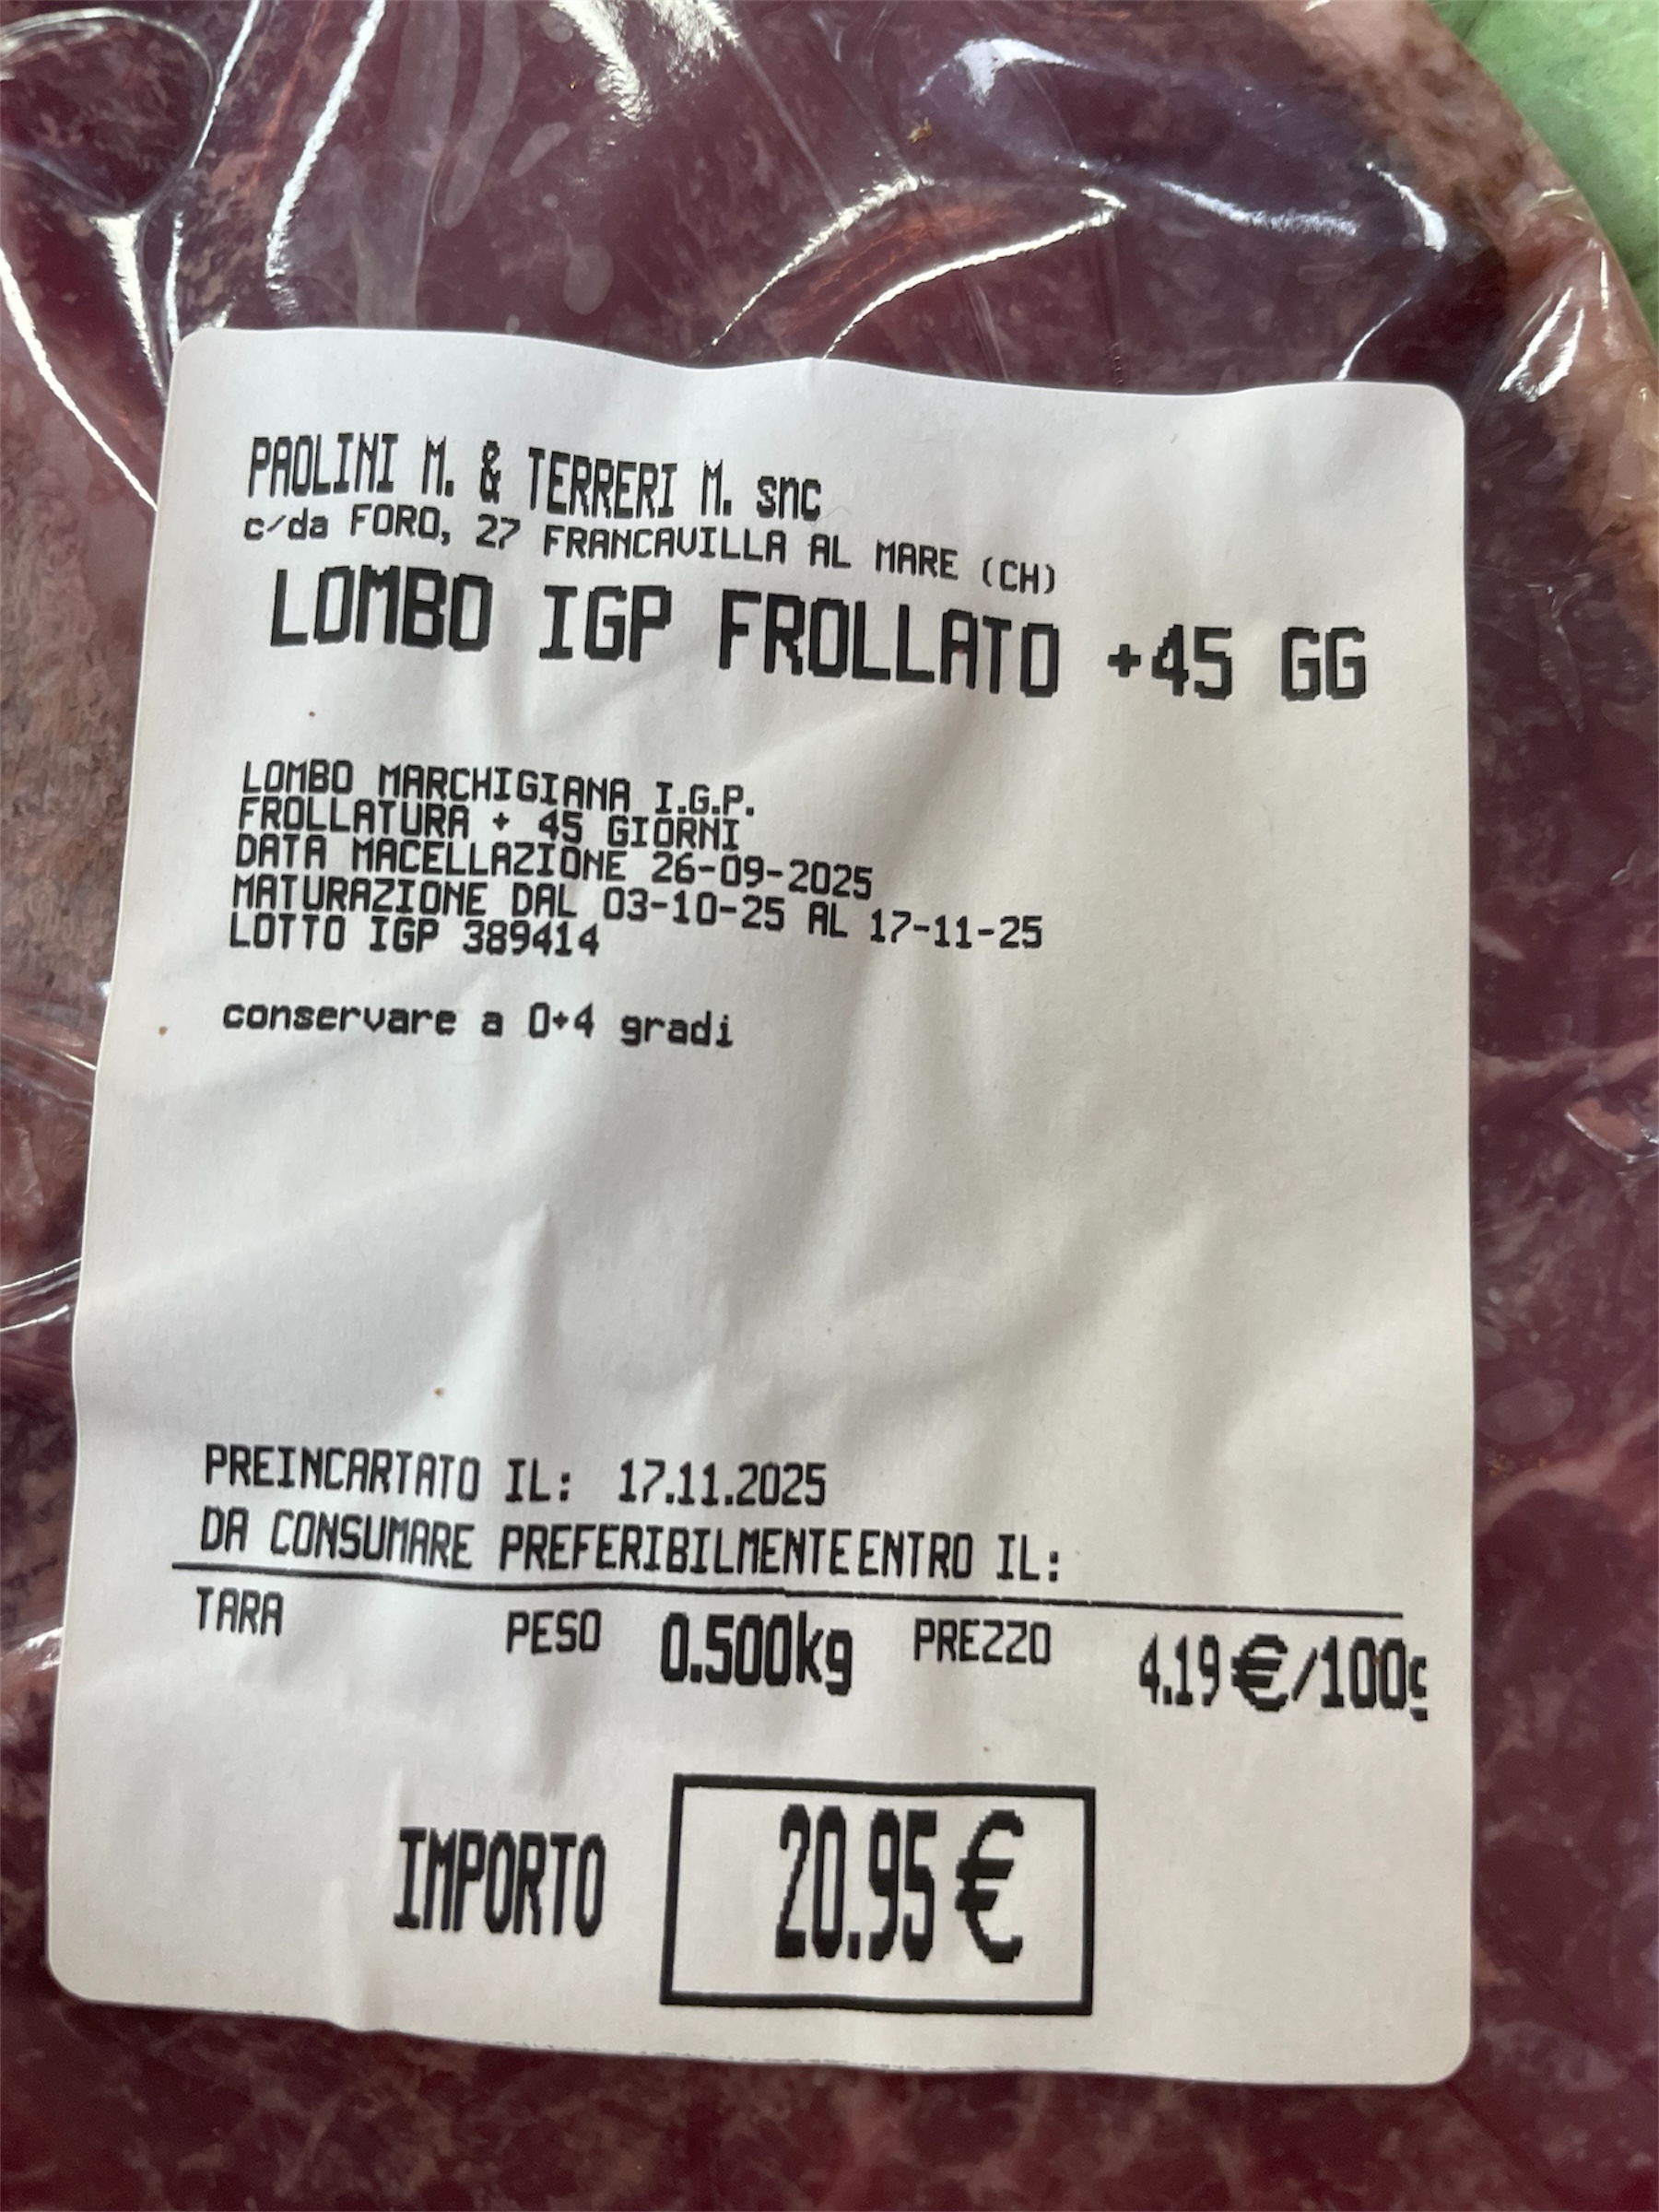 PAOLINI M. & TERRERI M. snc
c/da FORO, 27 FRANCAVILLA AL MARE (CH)
LOMBO IGP FROLLATO +45 GG
LOMBO MARCHIGIANA I.G.P.
FROLLATURA + 45 GIORNI
DATA MACELLAZIONE 26-09-2025
MATURAZIONE DAL 03-10-25 AL 17-11-25
LOTTO IGP 389414
conservare a 0+4 gradi
PREINCARTATO IL: 17.11.2025
DA CONSUMARE PREFERIBILMENTE ENTRO IL:
TARA PESO 0.500kg PREZZO 4.19 €/100g
IMPORTO 20.95 €